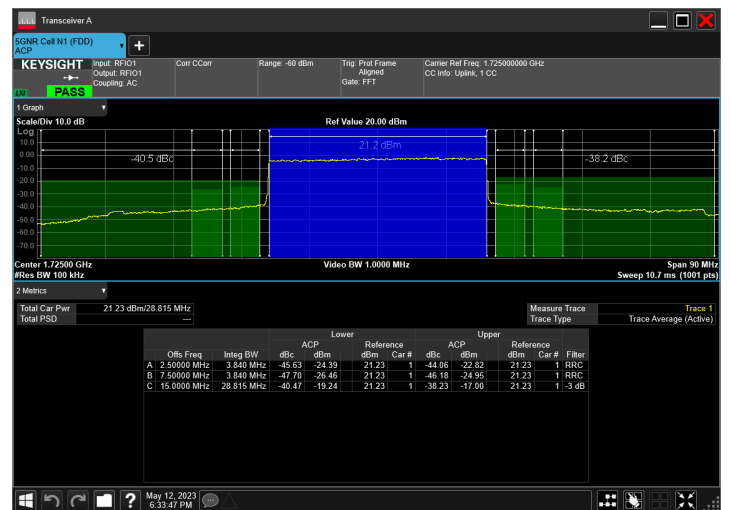 Transceiver A
5GNR Cell N1 (FDD)
ACP
KEYSIGHT
LXI
PASS
Input: RFIO1
Output: RFIO1
Coupling: AC
Corr CCorr
Range: -60 dBm
Trig: Prot Frame
Aligned
Gate: FFT
Carrier Ref Freq: 1.725000000 GHz
CC Info: Uplink, 1 CC
1 Graph
Scale/Div 10.0 dB
Ref Value 20.00 dBm
Log
10.0
0.00
-10.0
-20.0
-30.0
-40.0
-50.0
-60.0
-70.0
-40.5 dBc
21.2 dBm
-38.2 dBc
Center 1.72500 GHz
Video BW 1.0000 MHz
Span 90 MHz
#Res BW 100 kHz
Sweep 10.7 ms (1001 pts)
2 Metrics
Total Car Pwr 21.23 dBm/28.815 MHz
Total PSD ---
Measure Trace Trace 1
Trace Type Trace Average (Active)
Lower Upper
ACP Reference ACP Reference
Offs Freq Integ BW dBc dBm dBm Car # dBc dBm dBm Car # Filter
A 2.50000 MHz 3.840 MHz -45.63 -24.39 21.23 1 -44.06 -22.82 21.23 1 RRC
B 7.50000 MHz 3.840 MHz -47.70 -26.46 21.23 1 -46.18 -24.95 21.23 1 RRC
C 15.0000 MHz 28.815 MHz -40.47 -19.24 21.23 1 -38.23 -17.00 21.23 1 -3 dB
May 12, 2023
6:33:47 PM